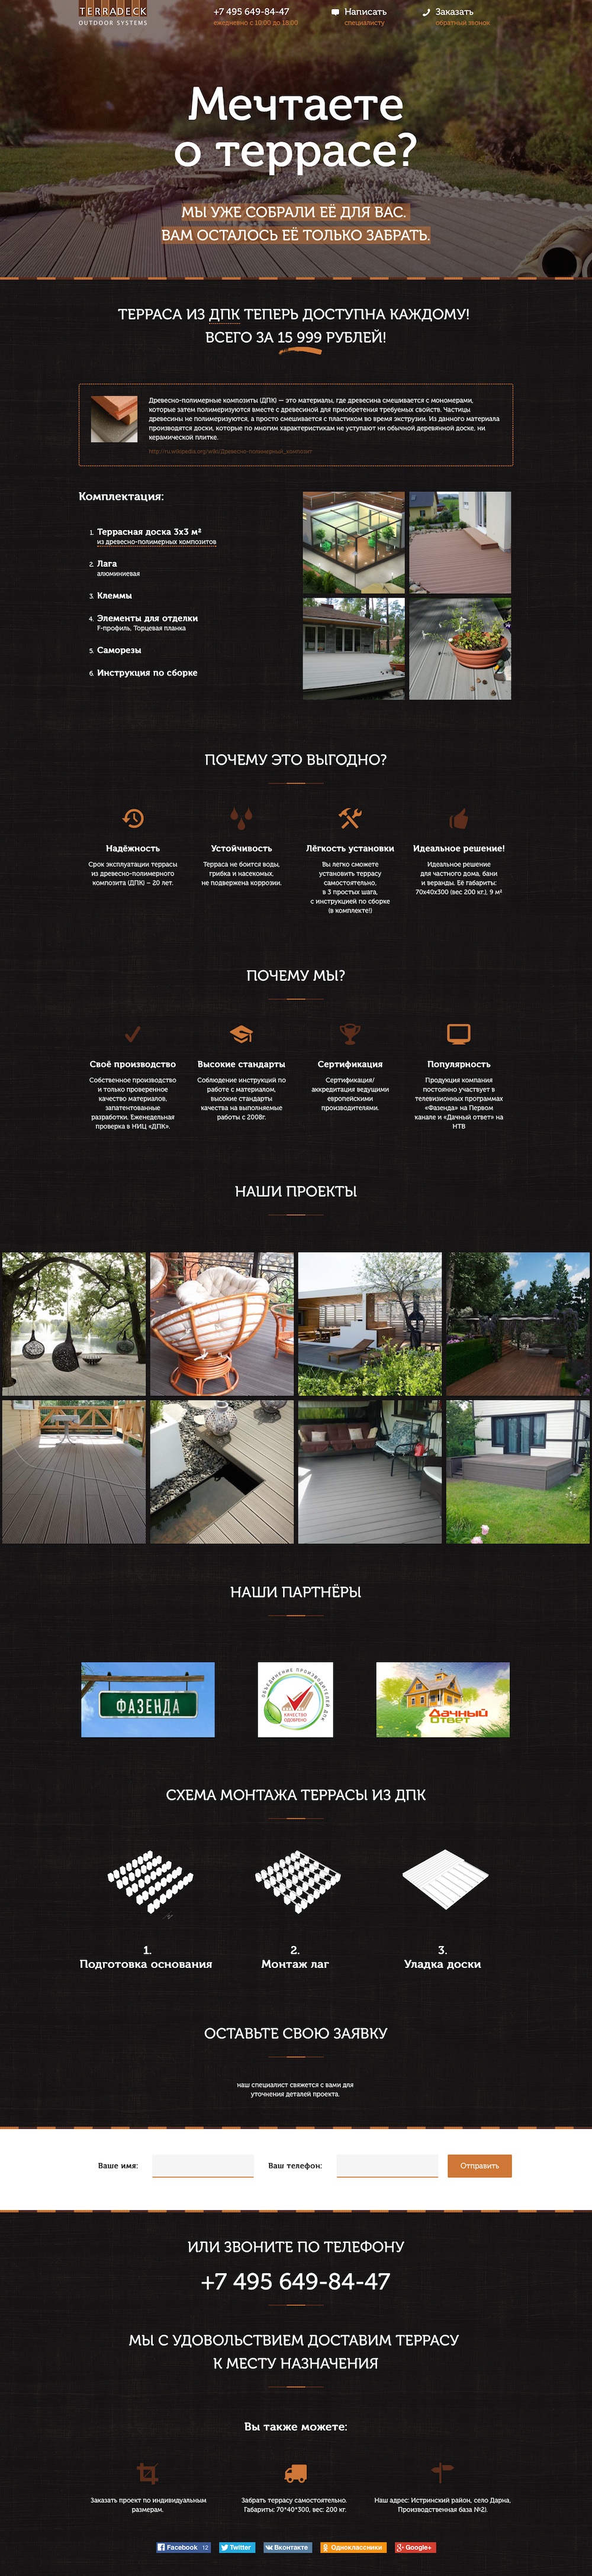 TERRADECK
OUTDOOR SYSTEMS
+7 495 649-84-47
ежедневно с 10:00 до 18:00
Написать
специалисту
Заказать
обратный звонок
Мечтаете
о террасе?
МЫ УЖЕ СОБРАЛИ ЕЁ ДЛЯ ВАС.
ВАМ ОСТАЛОСЬ ЕЁ ТОЛЬКО ЗАБРАТЬ.
ТЕРРАСА ИЗ ДПК ТЕПЕРЬ ДОСТУПНА КАЖДОМУ!
ВСЕГО ЗА 15 999 РУБЛЕЙ!
Древесно-полимерные композиты (ДПК) — это материалы, где древесина смешивается с мономерами,
которые затем полимеризуются вместе с древесиной для приобретения требуемых свойств. Частицы
древесины не полимеризуются, а просто смешивается с пластиком во время экструзии. Из данного материала
производятся доски, которые по многим характеристикам не уступают ни обычной деревянной доске, ни
керамической плитке.
http://ru.wikipedia.org/wiki/Древесно-полимерный_композит
Комплектация:
1. Террасная доска 3х3 м²
из древесно-полимерных композитов
2. Лага
алюминиевая
3. Клеммы
4. Элементы для отделки
F-профиль, Торцевая планка
5. Саморезы
6. Инструкция по сборке
ПОЧЕМУ ЭТО ВЫГОДНО?
Надёжность
Срок эксплуатации террасы
из древесно-полимерного
композита (ДПК) – 20 лет.
Устойчивость
Терраса не боится воды,
грибка и насекомых,
не подвержена коррозии.
Лёгкость установки
Вы легко сможете
установить террасу
самостоятельно,
в 3 простых шага,
с инструкцией по сборке
(в комплекте!)
Идеальное решение!
Идеальное решение
для частного дома, бани
и веранды. Её габариты:
70х40х300 (вес 200 кг.), 9 м²
ПОЧЕМУ МЫ?
Своё производство
Собственное производство
и только проверенное
качество материалов,
запатентованные
разработки. Еженедельная
проверка в НИЦ «ДПК».
Высокие стандарты
Соблюдение инструкций по
работе с материалом,
высокие стандарты
качества на выполняемые
работы с 2008г.
Сертификация
Сертификация/
аккредитация ведущими
европейскими
производителями.
Популярность
Продукция компания
постоянно участвует в
телевизионных программах
«Фазенда» на Первом
канале и «Дачный ответ» на
НТВ
НАШИ ПРОЕКТЫ
НАШИ ПАРТНЁРЫ
ФАЗЕНДА
ОБЪЕДИНЕНИЕ ПРОИЗВОДИТЕЛЕЙ ДПК
КАЧЕСТВО
ОДОБРЕНО
Дачный
ответ
СХЕМА МОНТАЖА ТЕРРАСЫ ИЗ ДПК
1.
Подготовка основания
2.
Монтаж лаг
3.
Уладка доски
ОСТАВЬТЕ СВОЮ ЗАЯВКУ
наш специалист свяжется с вами для
уточнения деталей проекта.
Ваше имя:
Ваш телефон:
Отправить
ИЛИ ЗВОНИТЕ ПО ТЕЛЕФОНУ
+7 495 649-84-47
МЫ С УДОВОЛЬСТВИЕМ ДОСТАВИМ ТЕРРАСУ
К МЕСТУ НАЗНАЧЕНИЯ
Вы также можете:
Заказать проект по индивидуальным
размерам.
Забрать террасу самостоятельно.
Габариты: 70*40*300, вес: 200 кг.
Наш адрес: Истринский район, село Дарна,
Производственная база №2).
Facebook 12
Twitter
Вконтакте
Одноклассники
Google+